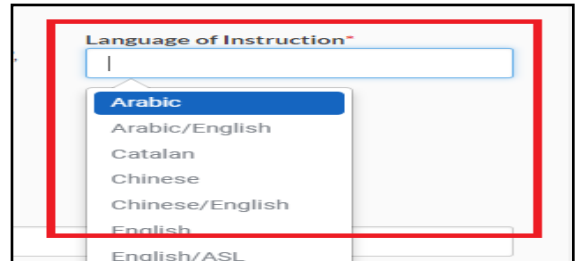 Language of Instruction*
Arabic
Arabic/English
Catalan
Chinese
Chinese/English
English
English/ASL